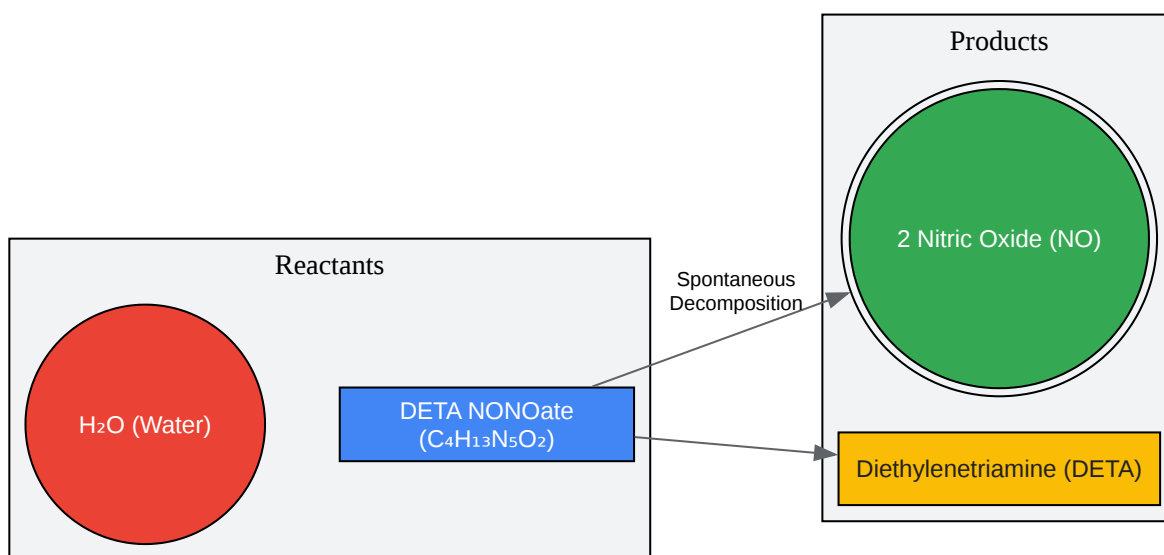 Products
2 Nitric Oxide (NO)
Reactants
Spontaneous
Decomposition
H₂O (Water)
DETA NONOate
(C₄H₁₃N₅O₂)
Diethylenetriamine (DETA)